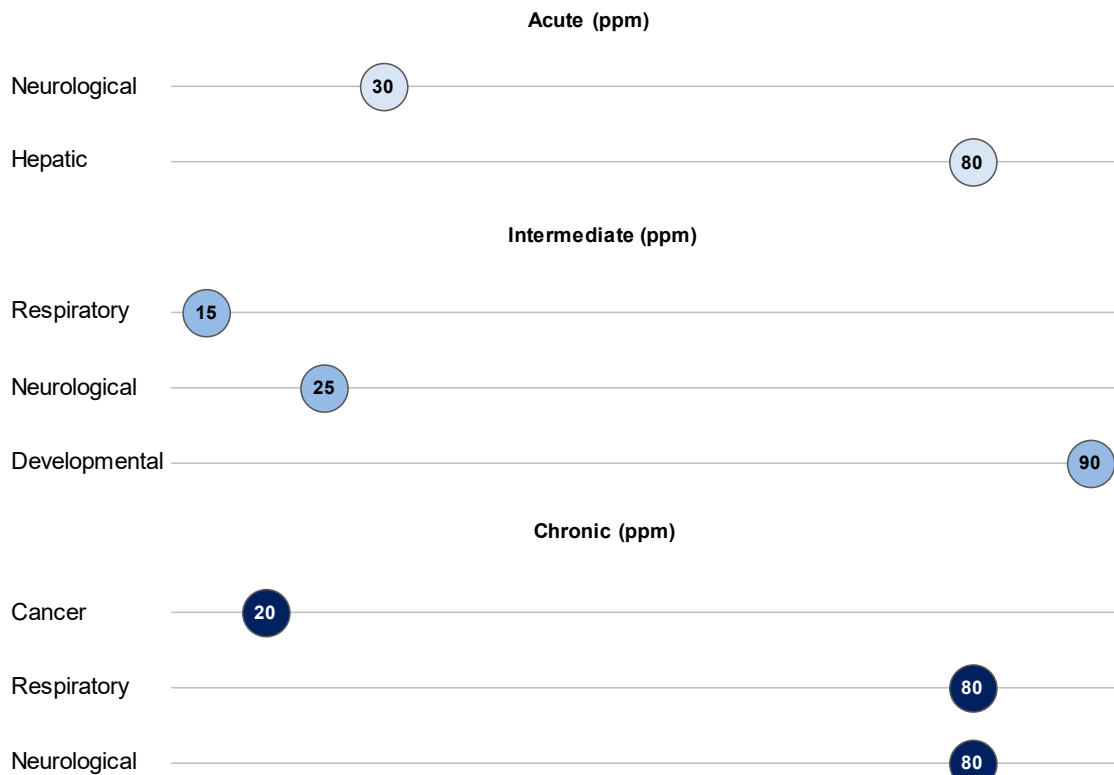 Acute (ppm)
Neurological 30
Hepatic 80
Intermediate (ppm)
Respiratory 15
Neurological 25
Developmental 90
Chronic (ppm)
Cancer 20
Respiratory 80
Neurological 80